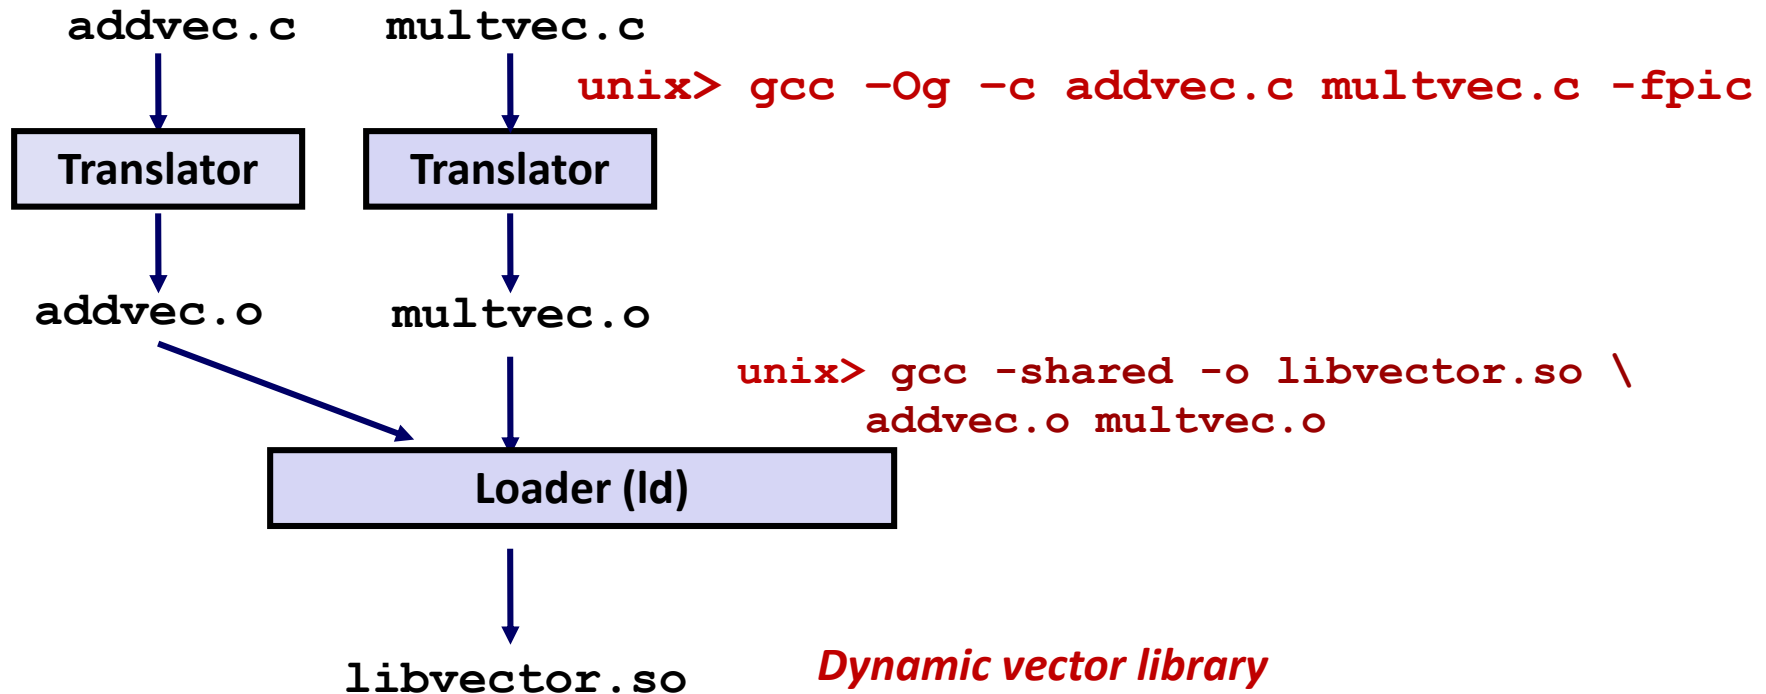 addvec.c multvec.c
unix> gcc –Og –c addvec.c multvec.c -fpic
Translator Translator
addvec.o multvec.o
unix> gcc -shared -o libvector.so \
addvec.o multvec.o
Loader (ld)
libvector.so
Dynamic vector library